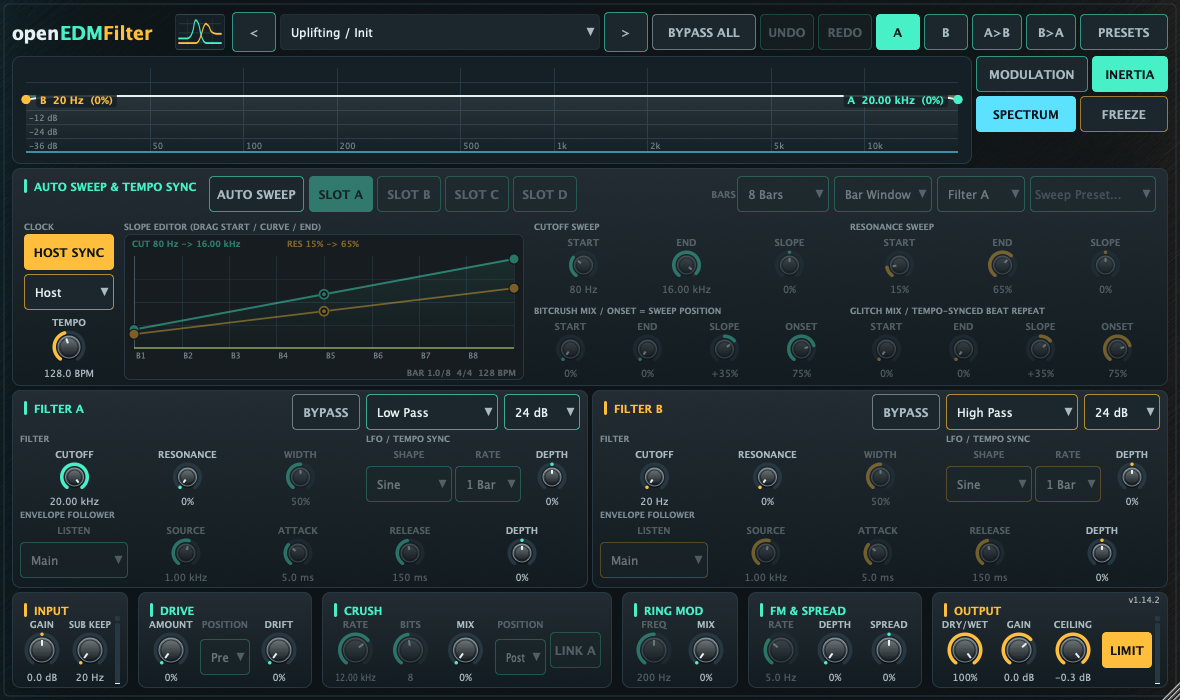 openEDMFilter < Uplifting / Init > BYPASS ALL UNDO REDO A B A>B B>A PRESETS
MODULATION INERTIA
B 20 Hz (0%) A 20.00 kHz (0%)
SPECTRUM FREEZE
-12 dB
-24 dB
-36 dB 50 100 200 500 1k 2k 5k 10k
AUTO SWEEP & TEMPO SYNC AUTO SWEEP SLOT A SLOT B SLOT C SLOT D BARS 8 Bars Bar Window Filter A Sweep Preset...
CLOCK SLOPE EDITOR (DRAG START / CURVE / END) CUTOFF SWEEP RESONANCE SWEEP
HOST SYNC CUT 80 Hz -> 16.00 kHz RES 15% -> 65% START END SLOPE START END SLOPE
Host 80 Hz 16.00 kHz 0% 15% 65% 0%
BITCRUSH MIX / ONSET = SWEEP POSITION GLITCH MIX / TEMPO-SYNCED BEAT REPEAT
TEMPO START END SLOPE ONSET START END SLOPE ONSET
B1 B2 B3 B4 B5 B6 B7 B8
128.0 BPM BAR 1.0/8 4/4 128 BPM 0% 0% +35% 75% 0% 0% +35% 75%
FILTER A BYPASS Low Pass 24 dB
FILTER LFO / TEMPO SYNC
CUTOFF RESONANCE WIDTH SHAPE RATE DEPTH
Sine 1 Bar
20.00 kHz 0% 50% 0%
ENVELOPE FOLLOWER
LISTEN SOURCE ATTACK RELEASE DEPTH
Main
1.00 kHz 5.0 ms 150 ms 0%
FILTER B BYPASS High Pass 24 dB
FILTER LFO / TEMPO SYNC
CUTOFF RESONANCE WIDTH SHAPE RATE DEPTH
Sine 1 Bar
20 Hz 0% 50% 0%
ENVELOPE FOLLOWER
LISTEN SOURCE ATTACK RELEASE DEPTH
Main
1.00 kHz 5.0 ms 150 ms 0%
v1.14.2
INPUT
GAIN SUB KEEP
0.0 dB 20 Hz
DRIVE
AMOUNT POSITION DRIFT
Pre
0% 0%
CRUSH
RATE BITS MIX POSITION
Post LINK A
12.00 kHz 8 0%
RING MOD
FREQ MIX
200 Hz 0%
FM & SPREAD
RATE DEPTH SPREAD
5.0 Hz 0% 0%
OUTPUT
DRY/WET GAIN CEILING
LIMIT
100% 0.0 dB -0.3 dB